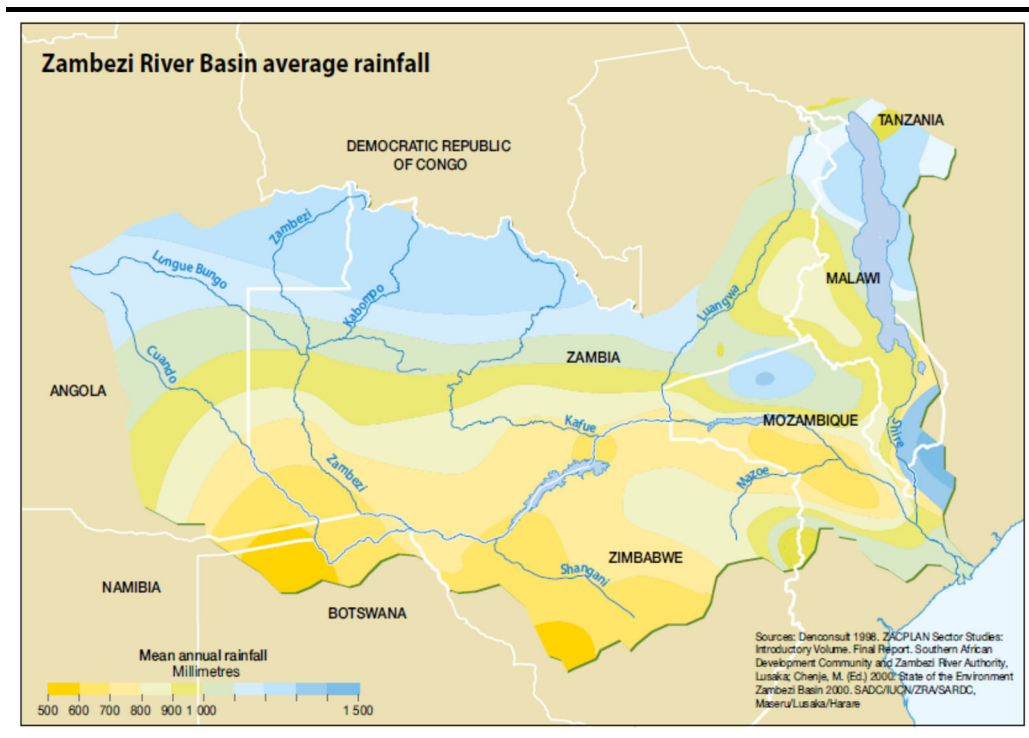 Zambezi River Basin average rainfall
TANZANIA
DEMOCRATIC REPUBLIC
OF CONGO
Zambezi
Lungue Bungo
MALAWI
Kabompo
Luangwa
Cuando
ZAMBIA
ANGOLA
MOZAMBIQUE
Kafue
Shire
Zambezi
Mazoe
ZIMBABWE
Shangani
NAMIBIA
BOTSWANA
Sources: Denconsult 1998. ZACPLAN Sector Studies:
Introductory Volume. Final Report. Southern African
Development Community and Zambezi River Authority,
Lusaka; Chenje, M. (Ed.) 2000. State of the Environment
Zambezi Basin 2000. SADC/IUCN/ZRA/SARDC,
Maseru/Lusaka/Harare
Mean annual rainfall
Millimetres
500 600 700 800 900 1 000 1 500